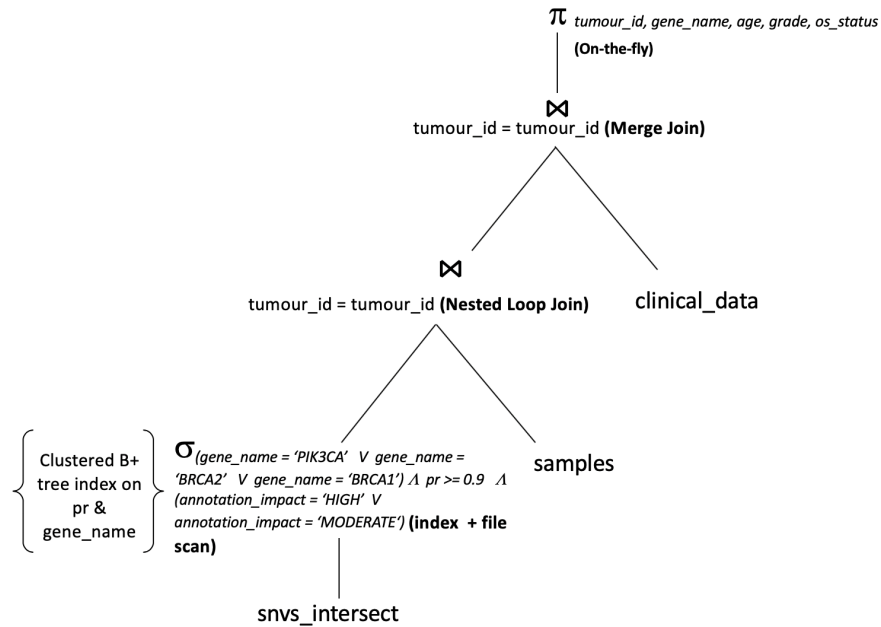 π tumour_id, gene_name, age, grade, os_status
(On-the-fly)
⋈
tumour_id = tumour_id (Merge Join)
⋈
tumour_id = tumour_id (Nested Loop Join)
clinical_data
Clustered B+
tree index on
pr &
gene_name
σ(gene_name = ‘PIK3CA’ V gene_name =
‘BRCA2’ V gene_name = ‘BRCA1’) Λ pr >= 0.9 Λ
(annotation_impact = ‘HIGH’ V
annotation_impact = ‘MODERATE‘) (index + file
scan)
samples
snvs_intersect